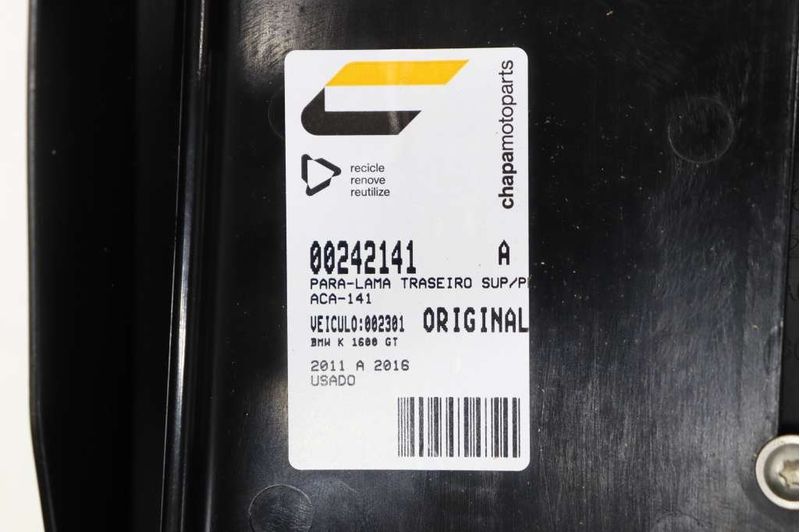 chapamotoparts
recicle
renove
reutilize
00242141 A
PARA-LAMA TRASEIRO SUP/P
ACA-141
VEICULO:002301 ORIGINAL
BMW K 1600 GT
2011 A 2016
USADO